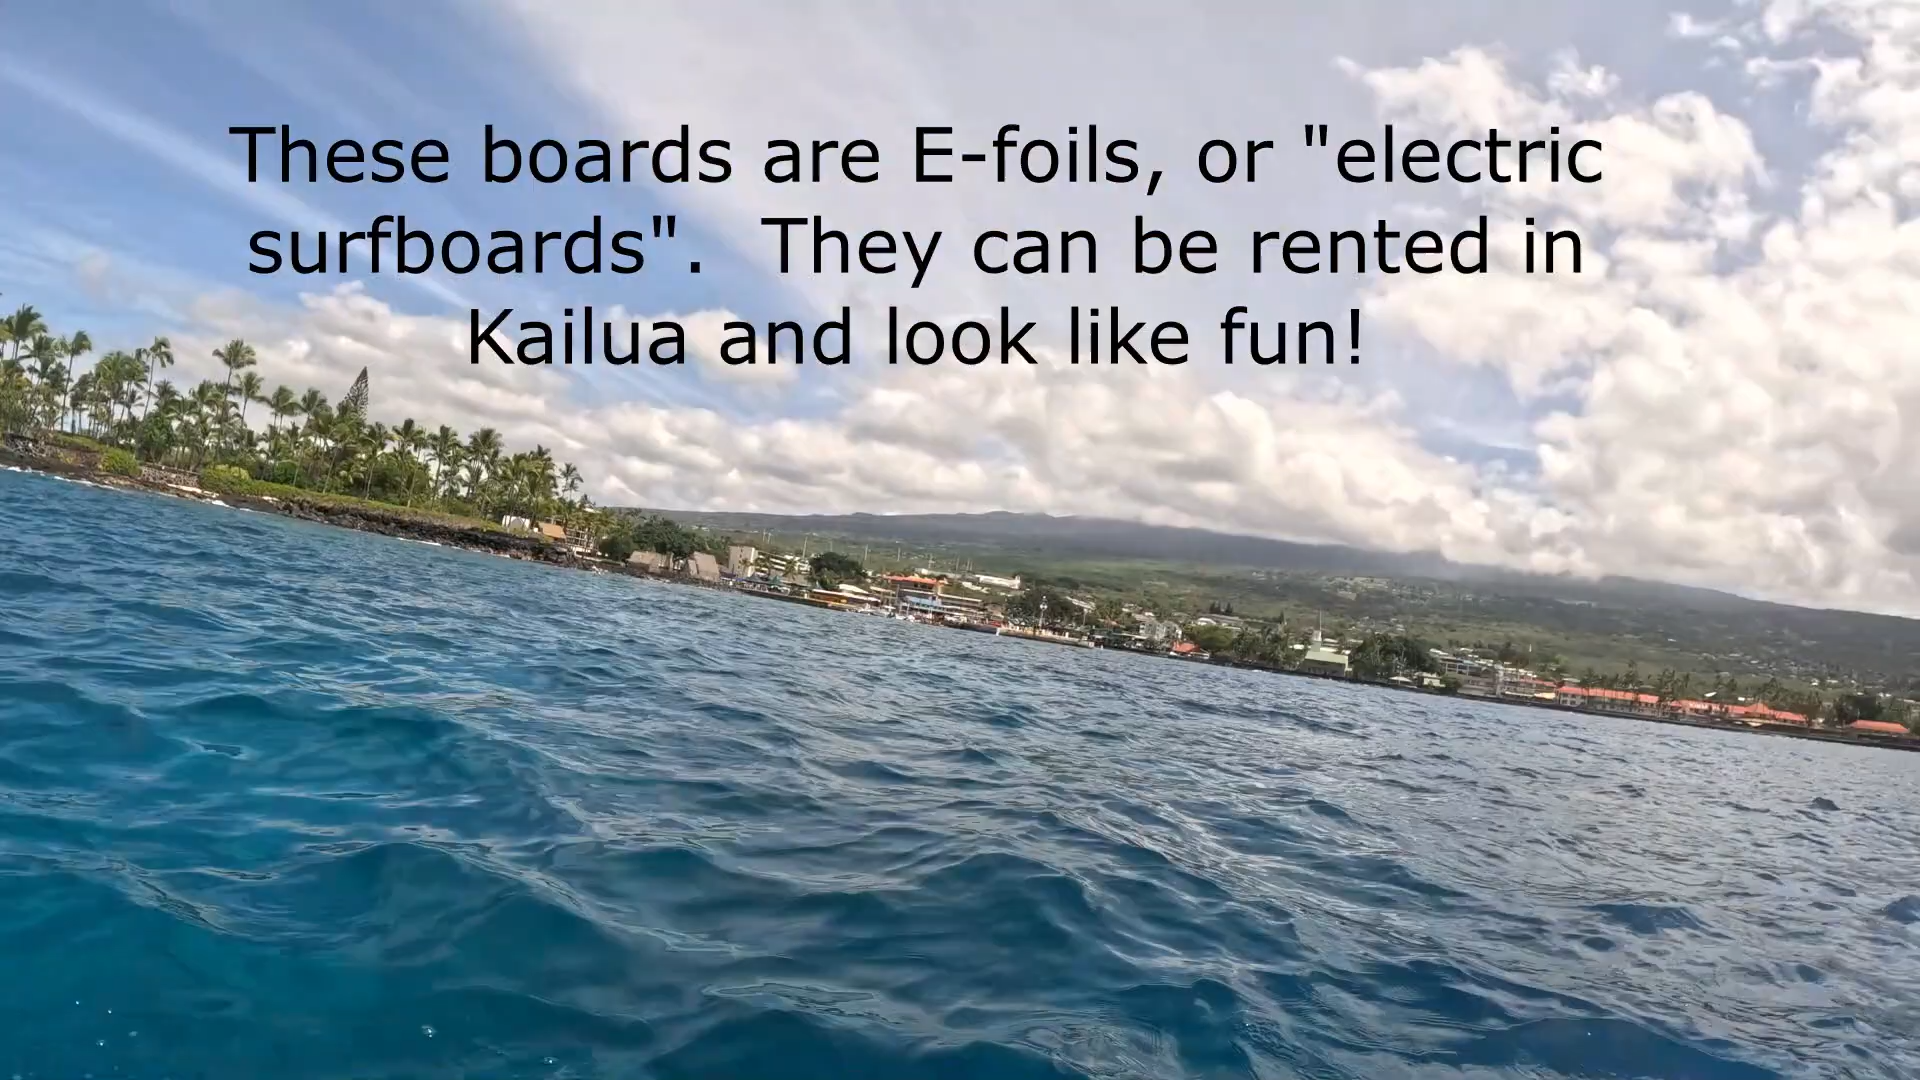 These boards are E-foils, or "electric
surfboards".  They can be rented in
Kailua and look like fun!